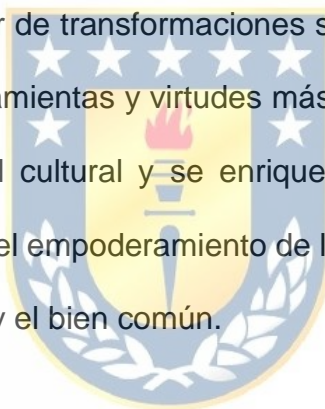 de transformaciones s
amientas y virtudes más
cultural y se enrique
el empoderamiento de l
y el bien común.